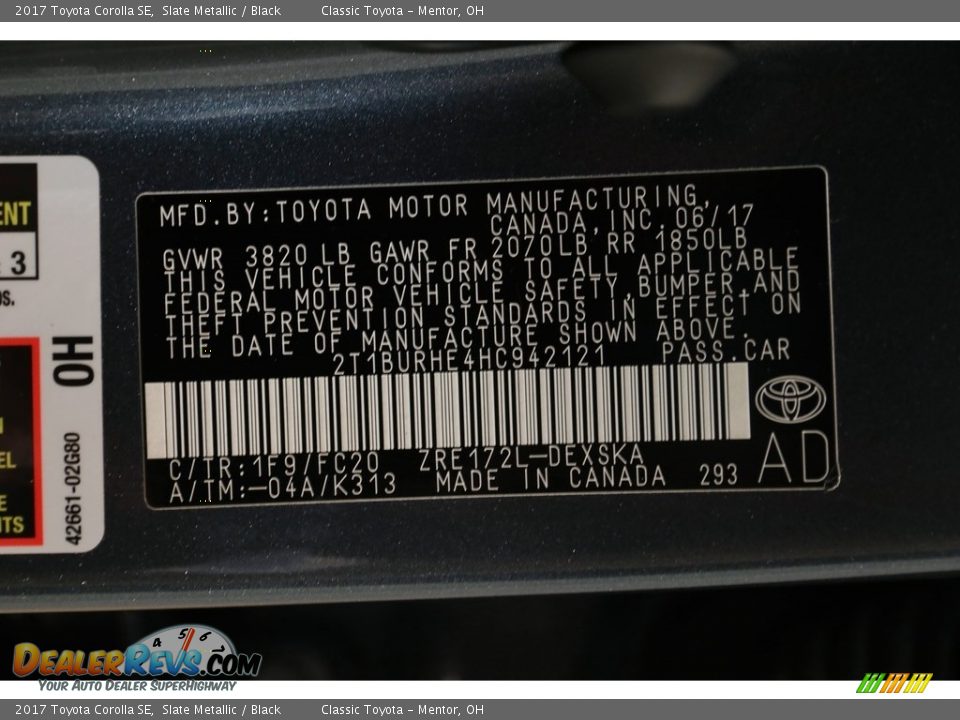 2017 Toyota Corolla SE, Slate Metallic / Black Classic Toyota - Mentor, OH
MFD.BY:TOYOTA MOTOR MANUFACTURING,
CANADA,INC.06/17
GVWR 3820 LB GAWR FR 2070LB RR 1850LB
THIS VEHICLE CONFORMS TO ALL APPLICABLE
FEDERAL MOTOR VEHICLE SAFETY,BUMPER,AND
THEFT PREVENTION STANDARDS IN EFFECT ON
THE DATE OF MANUFACTURE SHOWN ABOVE.
2T1BURHE4HC942121 PASS.CAR
C/TR:1F9/FC20 ZRE172L-DEXSKA
A/TM:-04A/K313 MADE IN CANADA 293
AD
3
OH
42661-02G80
4 5 6
DEALERREVS.COM
YOUR AUTO DEALER SUPERHIGHWAY
2017 Toyota Corolla SE, Slate Metallic / Black Classic Toyota - Mentor, OH